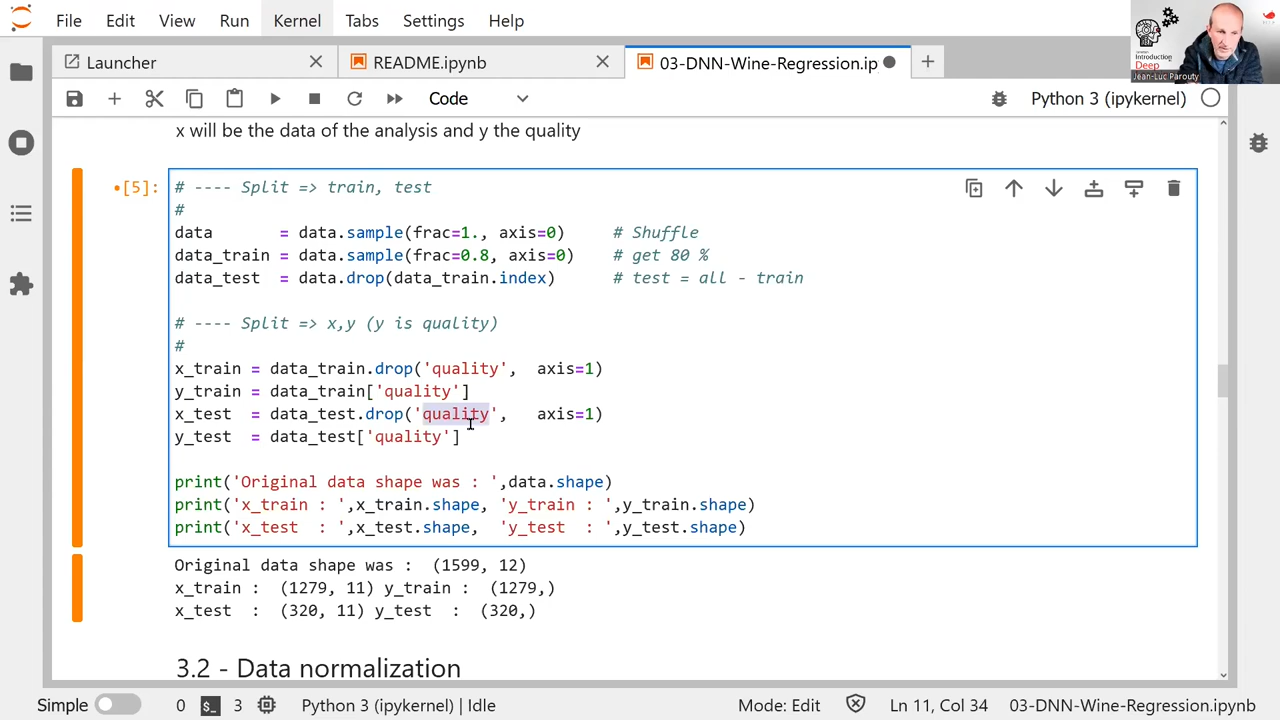 File Edit View Run Kernel Tabs Settings Help
Introduction
Deep
Jean-Luc Parouty
Launcher README.ipynb 03-DNN-Wine-Regression.ip
Code Python 3 (ipykernel)
x will be the data of the analysis and y the quality
[5]: # ---- Split => train, test
#
data = data.sample(frac=1., axis=0) # Shuffle
data_train = data.sample(frac=0.8, axis=0) # get 80 %
data_test = data.drop(data_train.index) # test = all - train
# ---- Split => x,y (y is quality)
#
x_train = data_train.drop('quality', axis=1)
y_train = data_train['quality']
x_test = data_test.drop('quality', axis=1)
y_test = data_test['quality']
print('Original data shape was : ',data.shape)
print('x_train : ',x_train.shape, 'y_train : ',y_train.shape)
print('x_test : ',x_test.shape, 'y_test : ',y_test.shape)
Original data shape was : (1599, 12)
x_train : (1279, 11) y_train : (1279,)
x_test : (320, 11) y_test : (320,)
3.2 - Data normalization
Simple 0 $_ 3 Python 3 (ipykernel) | Idle Mode: Edit Ln 11, Col 34 03-DNN-Wine-Regression.ipynb